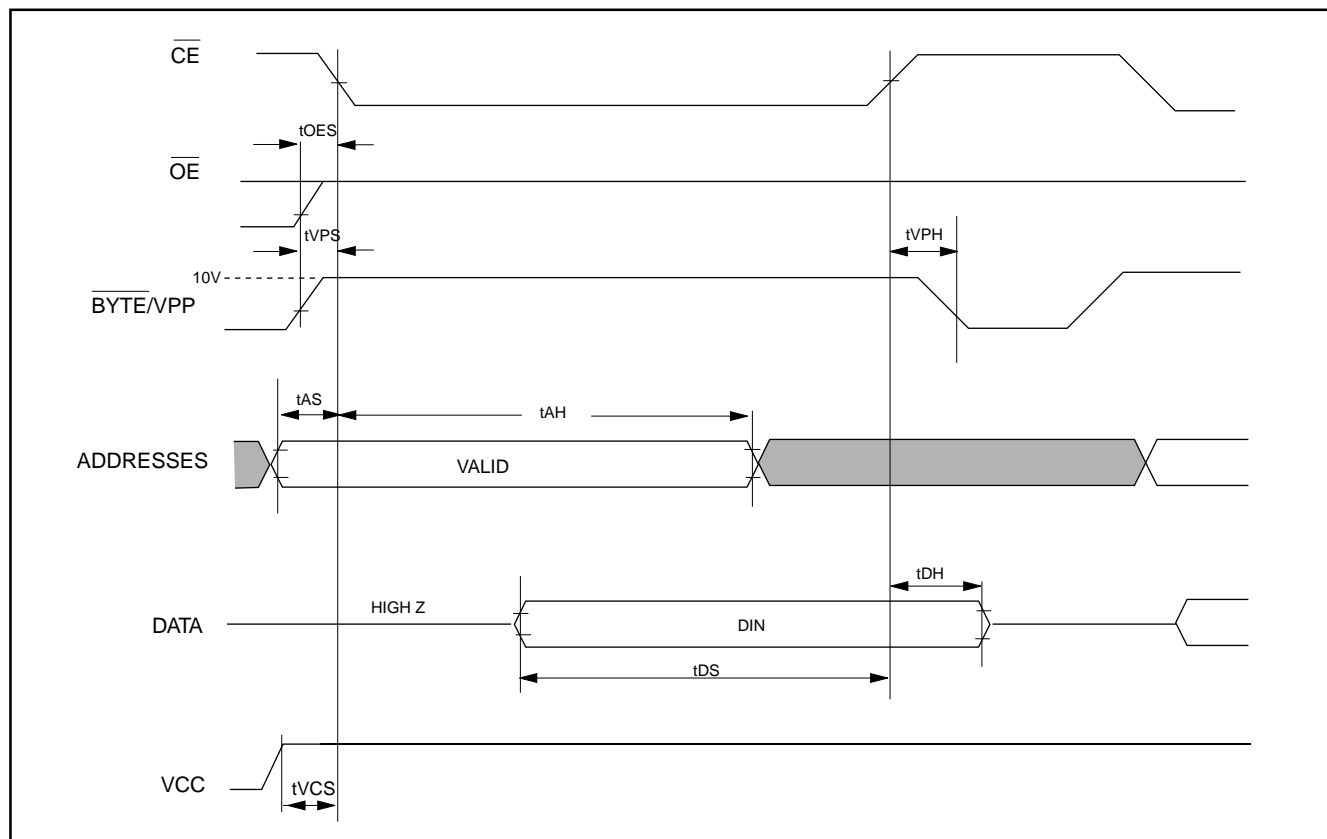 CE
tOES
OE
tVPS
tVPH
10V
BYTE/VPP
tAS
tAH
ADDRESSES
VALID
tDH
HIGH Z
DATA
DIN
tDS
VCC
tVCS